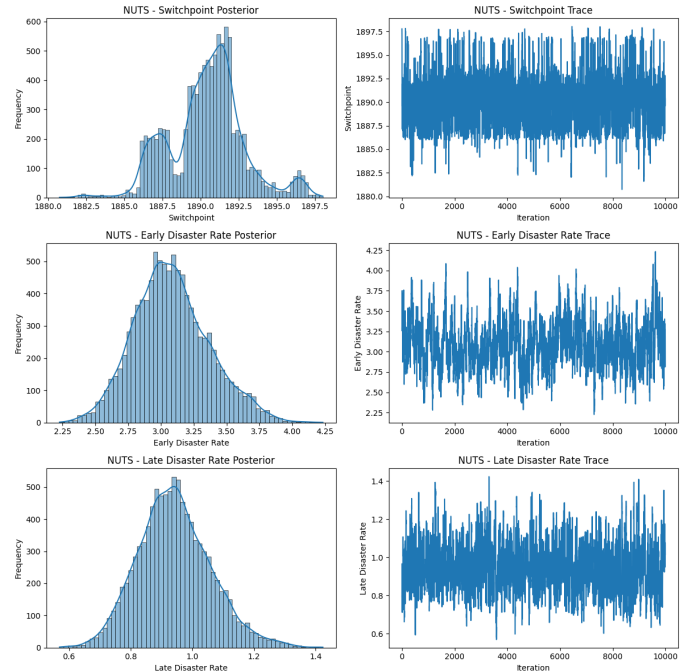 NUTS - Switchpoint Posterior
600
500
400
300
200
100
0
Frequency
1880.0 1882.5 1885.0 1887.5 1890.0 1892.5 1895.0 1897.5
Switchpoint
NUTS - Switchpoint Trace
1897.5
1895.0
1892.5
1890.0
1887.5
1885.0
1882.5
1880.0
Switchpoint
0 2000 4000 6000 8000 10000
Iteration
NUTS - Early Disaster Rate Posterior
500
400
300
200
100
0
Frequency
2.25 2.50 2.75 3.00 3.25 3.50 3.75 4.00 4.25
Early Disaster Rate
NUTS - Early Disaster Rate Trace
4.25
4.00
3.75
3.50
3.25
3.00
2.75
2.50
2.25
Early Disaster Rate
0 2000 4000 6000 8000 10000
Iteration
NUTS - Late Disaster Rate Posterior
500
400
300
200
100
0
Frequency
0.6 0.8 1.0 1.2 1.4
Late Disaster Rate
NUTS - Late Disaster Rate Trace
1.4
1.2
1.0
0.8
0.6
Late Disaster Rate
0 2000 4000 6000 8000 10000
Iteration